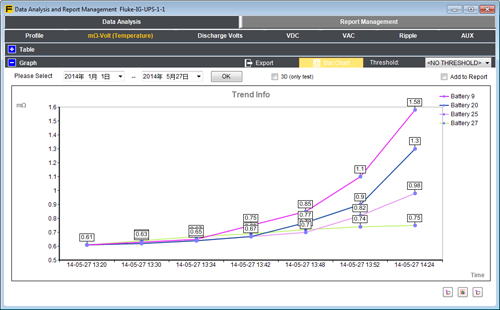 Data Analysis and Report Management Fluke-IG-UPS-1-1
Data Analysis Report Management
Profile mΩ-Volt (Temperature) Discharge Volts VDC VAC Ripple AUX
Table
Graph Export Threshold: <NO THRESHOLD>
Please Select 2014年 1月 1日 -- 2014年 5月27日 OK 3D (only test) Add to Report
Trend Info
mΩ
Battery 9
Battery 20
Battery 25
Battery 27
1.6
1.5
1.4
1.3
1.2
1.1
1.0
0.9
0.8
0.7
0.6
0.5
0.61 0.63 0.65 0.75 0.67 0.85 0.77 1.1 0.9 0.82 0.74 1.58 1.3 0.98 0.75
14-05-27 13:20 14-05-27 13:30 14-05-27 13:34 14-05-27 13:42 14-05-27 13:48 14-05-27 13:52 14-05-27 14:24
Time